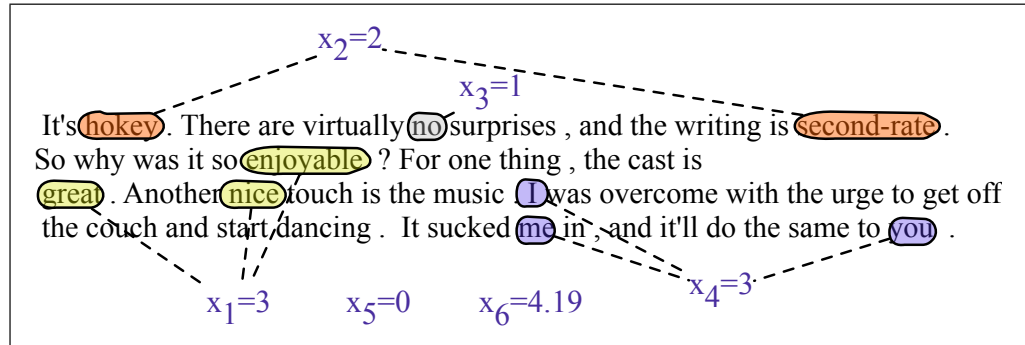 x2=2
x3=1
It's hokey . There are virtually no surprises , and the writing is second-rate .
So why was it so enjoyable ? For one thing , the cast is
great . Another nice touch is the music . I was overcome with the urge to get off
the couch and start dancing . It sucked me in , and it'll do the same to you .
x1=3 x5=0 x6=4.19 x4=3